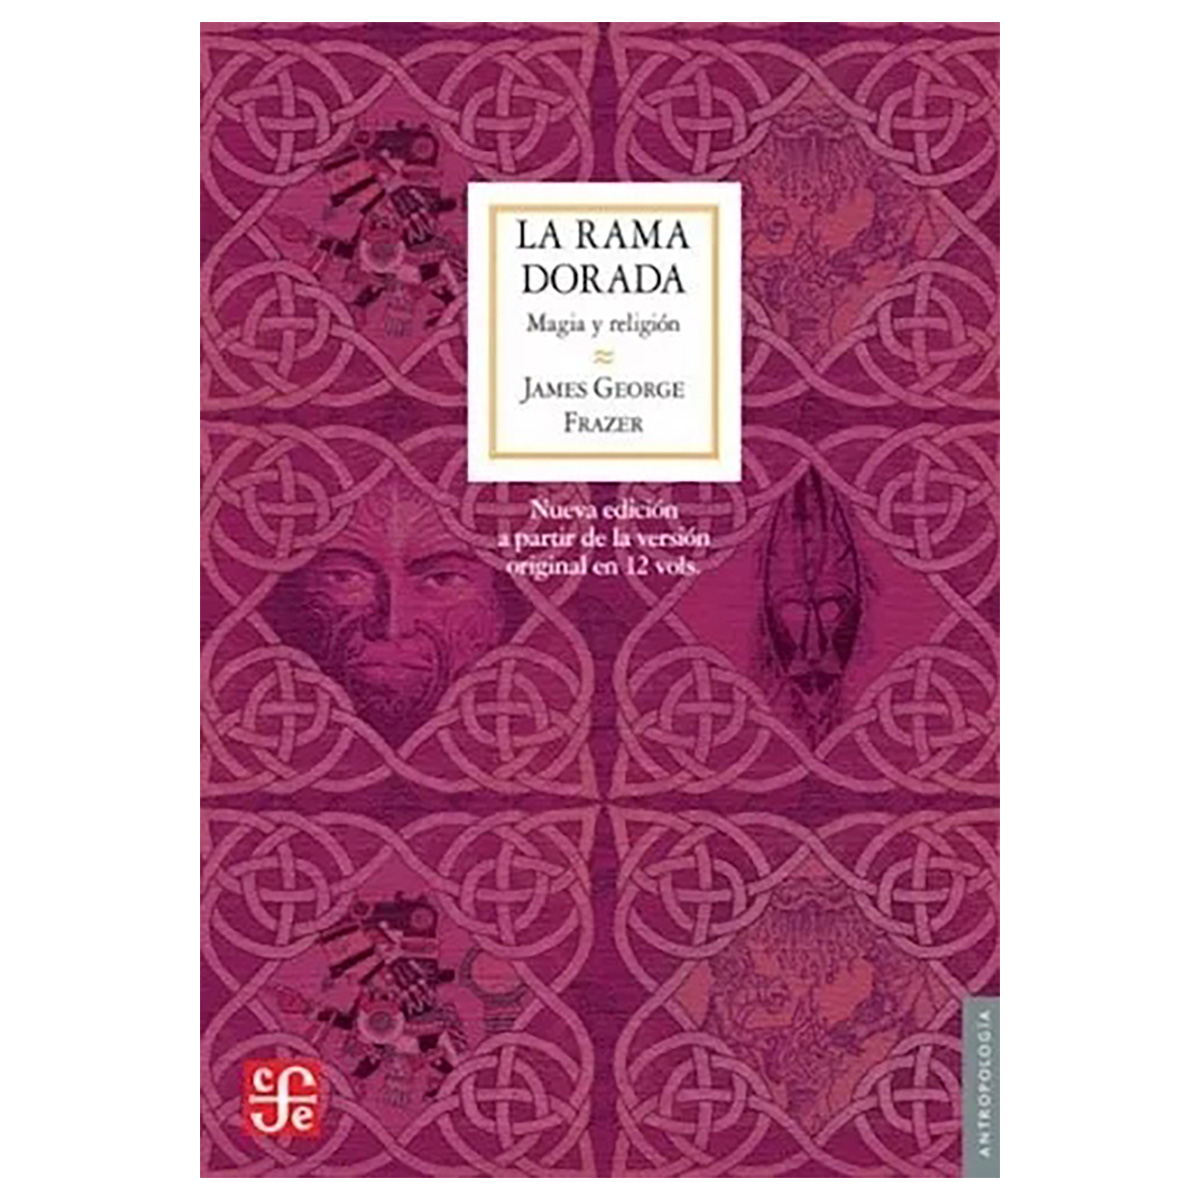 LA RAMA
DORADA
Magia y religión
≈
JAMES GEORGE
FRAZER
Nueva edición
a partir de la versión
original en 12 vols.
cfe
ANTROPOLOGÍA